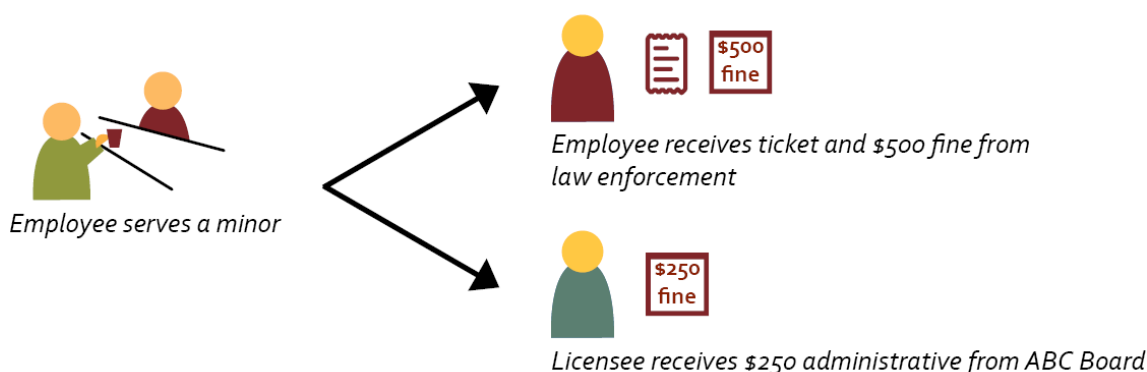 $500
fine
Employee receives ticket and $500 fine from
law enforcement
Employee serves a minor
$250
fine
Licensee receives $250 administrative from ABC Board